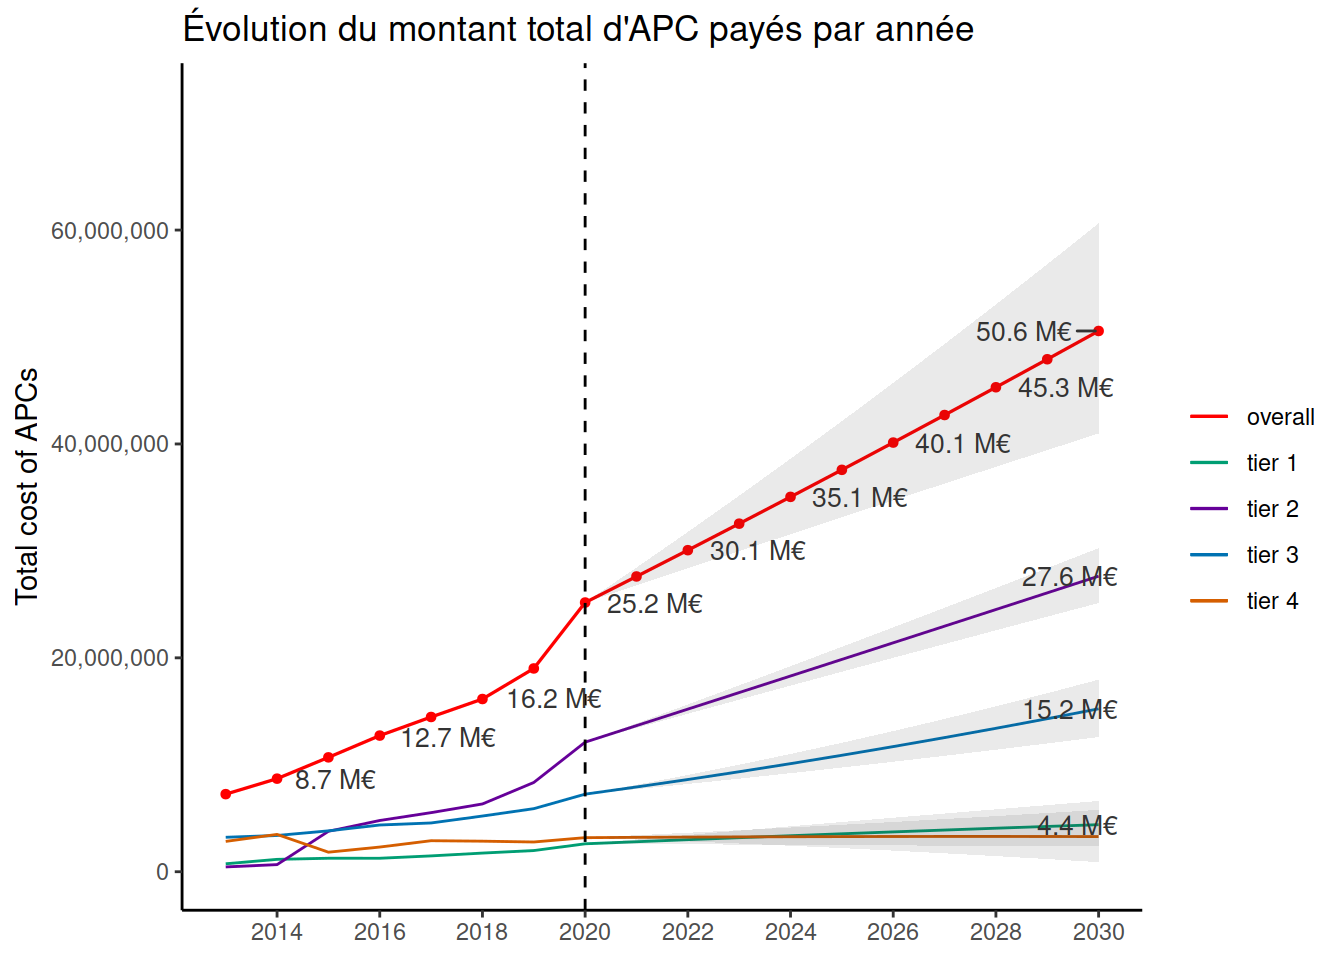 Évolution du montant total d'APC payés par année
Total cost of APCs
60,000,000
40,000,000
20,000,000
0
50.6 M€
45.3 M€
40.1 M€
35.1 M€
30.1 M€
27.6 M€
25.2 M€
16.2 M€
15.2 M€
12.7 M€
8.7 M€
4.4 M€
2014 2016 2018 2020 2022 2024 2026 2028 2030
overall
tier 1
tier 2
tier 3
tier 4